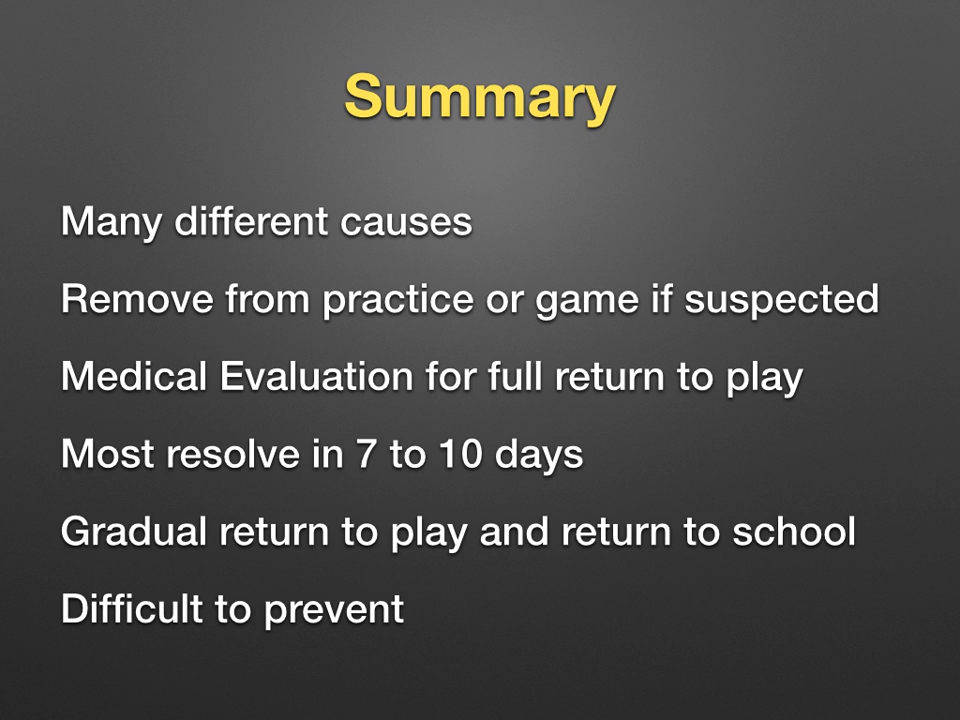 Summary
Many different causes
Remove from practice or game if suspected
Medical Evaluation for full return to play
Most resolve in 7 to 10 days
Gradual return to play and return to school
Difficult to prevent